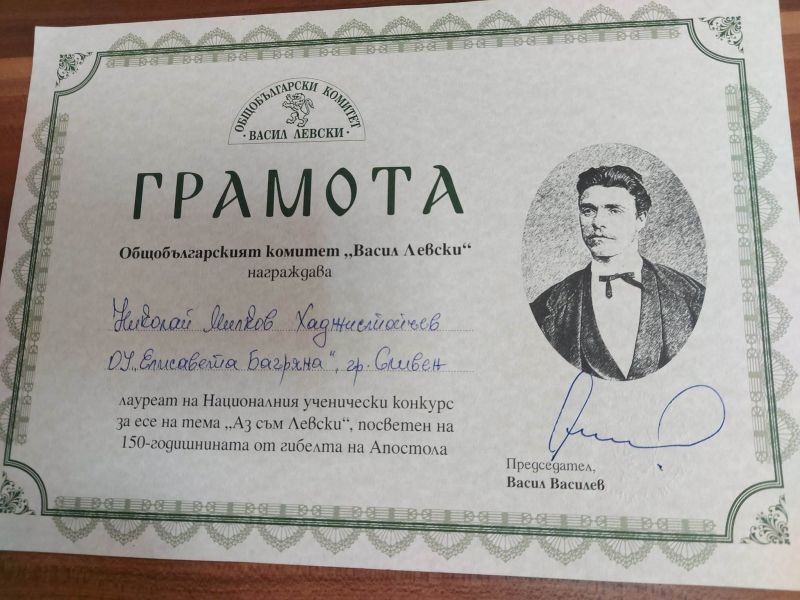 ОБЩОБЪЛГАРСКИ КОМИТЕТ
· ВАСИЛ ЛЕВСКИ ·
ГРАМОТА
Общобългарският комитет „Васил Левски“
награждава
Николай Милков Хаджистойчев
ОУ „Елисавета Багряна“, гр. Сливен
лауреат на Националния ученически конкурс
за есе на тема „Аз съм Левски“, посветен на
150-годишнината от гибелта на Апостола
Председател,
Васил Василев